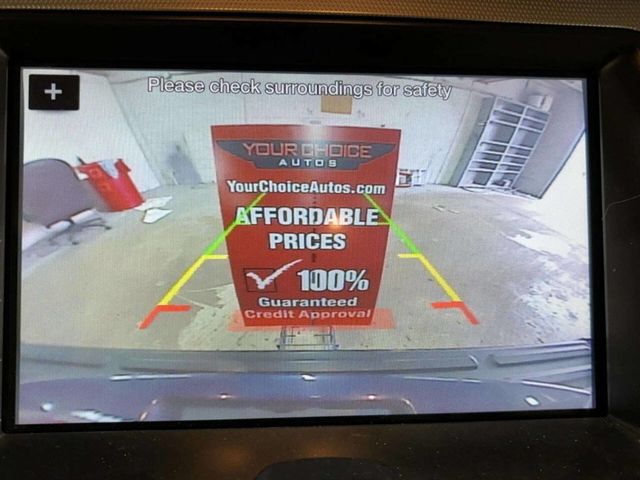 Please check surroundings for safety
YOUR CHOICE
AUTOS
YourChoiceAutos.com
AFFORDABLE
PRICES
100%
Guaranteed
Credit Approval